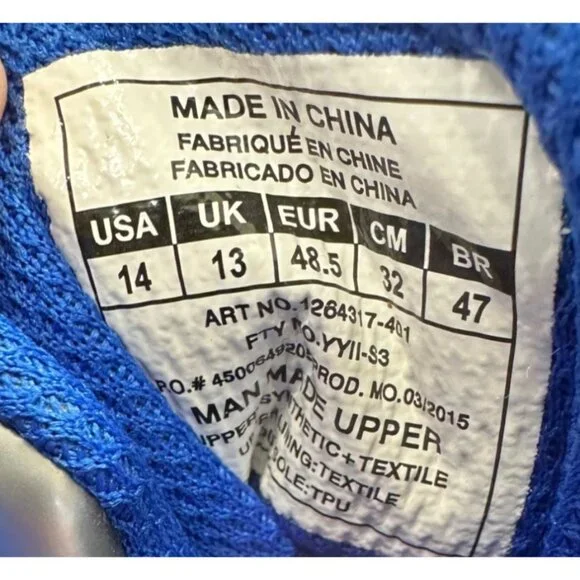 MADE IN CHINA
FABRIQUÉ EN CHINE
FABRICADO EN CHINA
USA UK EUR CM BR
14 13 48.5 32 47
ART NO. 1264317-401
FTY NO.YYII-S3
P.O.# 4500649205 PROD. MO.03/2015
MAN MADE UPPER
UPPER: SYNTHETIC+TEXTILE
LINING:TEXTILE
SOLE:TPU